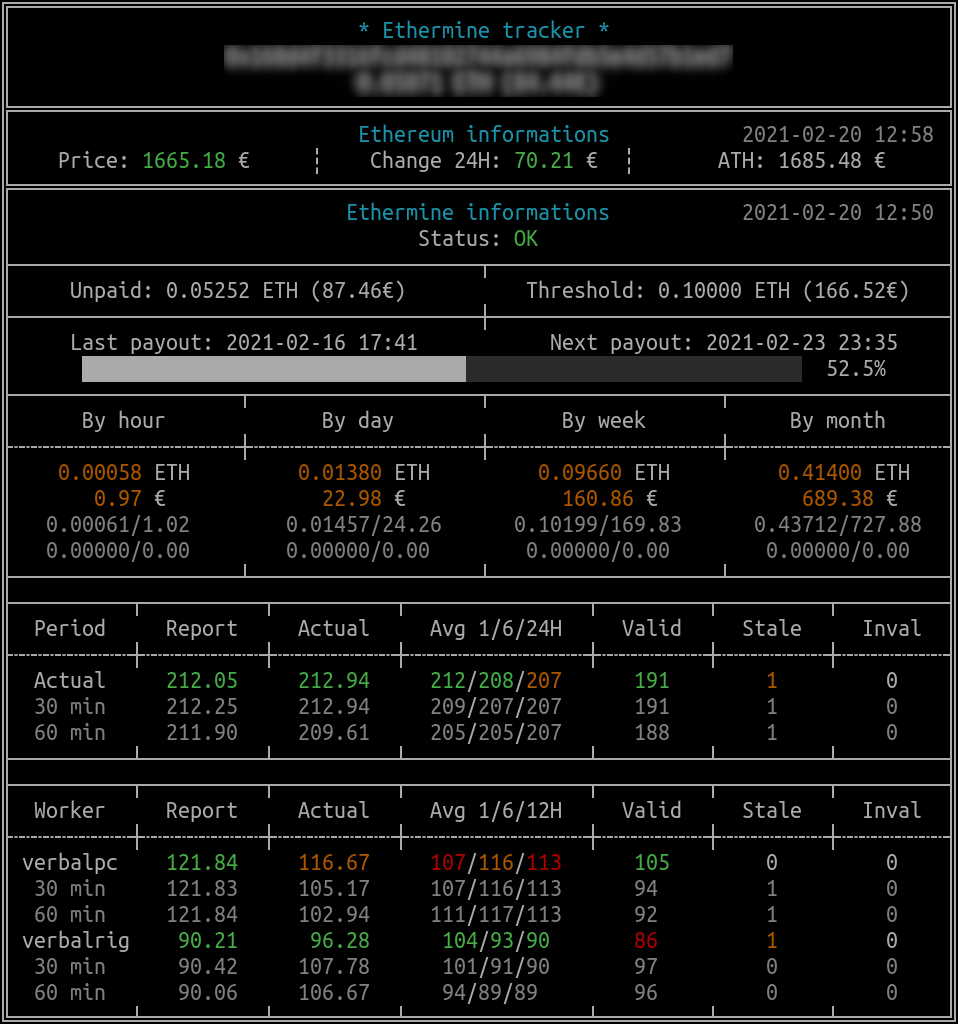 * Ethermine tracker *
Ethereum informations 2021-02-20 12:58
Price: 1665.18 € Change 24H: 70.21 € ATH: 1685.48 €
Ethermine informations 2021-02-20 12:50
Status: OK
Unpaid: 0.05252 ETH (87.46€) Threshold: 0.10000 ETH (166.52€)
Last payout: 2021-02-16 17:41 Next payout: 2021-02-23 23:35
52.5%
By hour By day By week By month
0.00058 ETH 0.01380 ETH 0.09660 ETH 0.41400 ETH
0.97 € 22.98 € 160.86 € 689.38 €
0.00061/1.02 0.01457/24.26 0.10199/169.83 0.43712/727.88
0.00000/0.00 0.00000/0.00 0.00000/0.00 0.00000/0.00
Period Report Actual Avg 1/6/24H Valid Stale Inval
Actual 212.05 212.94 212/208/207 191 1 0
30 min 212.25 212.94 209/207/207 191 1 0
60 min 211.90 209.61 205/205/207 188 1 0
Worker Report Actual Avg 1/6/12H Valid Stale Inval
verbalpc 121.84 116.67 107/116/113 105 0 0
30 min 121.83 105.17 107/116/113 94 1 0
60 min 121.84 102.94 111/117/113 92 1 0
verbalrig 90.21 96.28 104/93/90 86 1 0
30 min 90.42 107.78 101/91/90 97 0 0
60 min 90.06 106.67 94/89/89 96 0 0